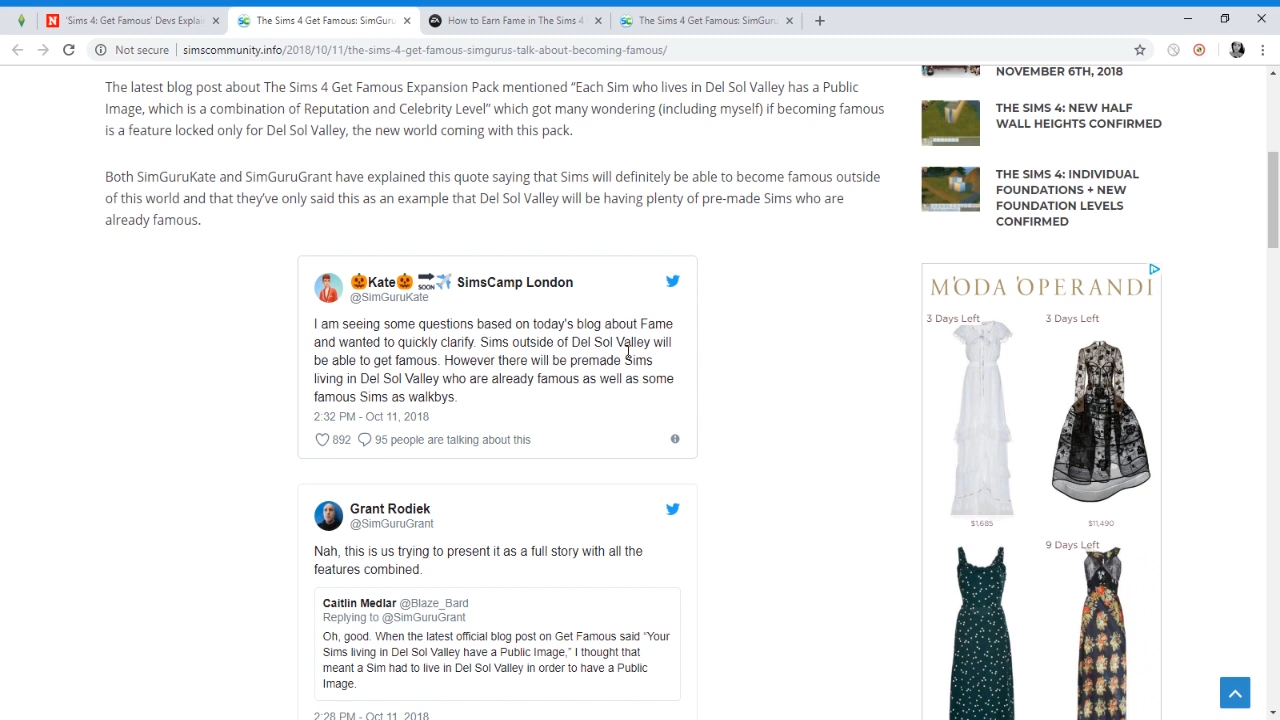 'Sims 4: Get Famous' Devs Explai
The Sims 4 Get Famous: SimGuru
How to Earn Fame in The Sims 4
The Sims 4 Get Famous: SimGuru
Not secure
simscommunity.info/2018/10/11/the-sims-4-get-famous-simgurus-talk-about-becoming-famous/
The latest blog post about The Sims 4 Get Famous Expansion Pack mentioned “Each Sim who lives in Del Sol Valley has a Public
Image, which is a combination of Reputation and Celebrity Level” which got many wondering (including myself) if becoming famous
is a feature locked only for Del Sol Valley, the new world coming with this pack.
Both SimGuruKate and SimGuruGrant have explained this quote saying that Sims will definitely be able to become famous outside
of this world and that they’ve only said this as an example that Del Sol Valley will be having plenty of pre-made Sims who are
already famous.
🎃Kate🎃 🔜✈️ SimsCamp London
@SimGuruKate
I am seeing some questions based on today's blog about Fame
and wanted to quickly clarify. Sims outside of Del Sol Valley will
be able to get famous. However there will be premade Sims
living in Del Sol Valley who are already famous as well as some
famous Sims as walkbys.
2:32 PM - Oct 11, 2018
892
95 people are talking about this
Grant Rodiek
@SimGuruGrant
Nah, this is us trying to present it as a full story with all the
features combined.
Caitlin Medlar @Blaze_Bard
Replying to @SimGuruGrant
Oh, good. When the latest official blog post on Get Famous said “Your
Sims living in Del Sol Valley have a Public Image,” I thought that
meant a Sim had to live in Del Sol Valley in order to have a Public
Image.
2:28 PM - Oct 11, 2018
NOVEMBER 6TH, 2018
THE SIMS 4: NEW HALF
WALL HEIGHTS CONFIRMED
THE SIMS 4: INDIVIDUAL
FOUNDATIONS + NEW
FOUNDATION LEVELS
CONFIRMED
MODA OPERANDI
3 Days Left
3 Days Left
$1,685
$11,490
9 Days Left